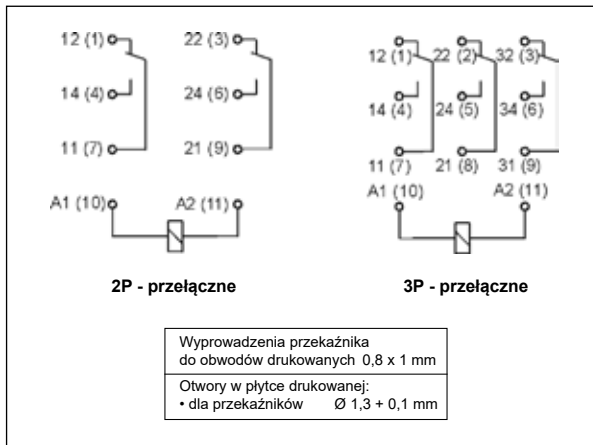 12 (1) 22 (3)
14 (4) 24 (6)
11 (7) 21 (9)
A1 (10) A2 (11)
2P - przełączne
12 (1) 22 (2) 32 (3)
14 (4) 24 (5) 34 (6)
11 (7) 21 (8) 31 (9)
A1 (10) A2 (11)
3P - przełączne
Wyprowadzenia przekaźnika
do obwodów drukowanych 0,8 x 1 mm
Otwory w płytce drukowanej:
• dla przekaźników Ø 1,3 + 0,1 mm